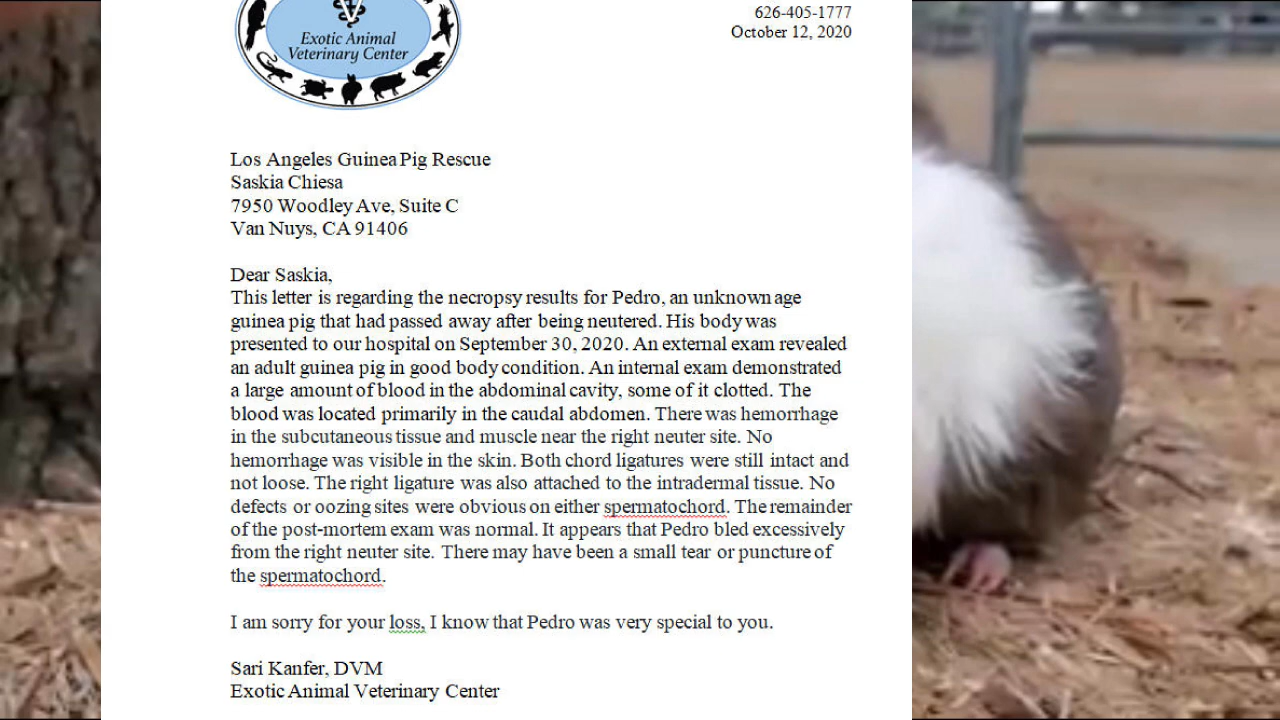 Exotic Animal
Veterinary Center
626-405-1777
October 12, 2020
Los Angeles Guinea Pig Rescue
Saskia Chiesa
7950 Woodley Ave, Suite C
Van Nuys, CA 91406
Dear Saskia,
This letter is regarding the necropsy results for Pedro, an unknown age
guinea pig that had passed away after being neutered. His body was
presented to our hospital on September 30, 2020. An external exam revealed
an adult guinea pig in good body condition. An internal exam demonstrated
a large amount of blood in the abdominal cavity, some of it clotted. The
blood was located primarily in the caudal abdomen. There was hemorrhage
in the subcutaneous tissue and muscle near the right neuter site. No
hemorrhage was visible in the skin. Both chord ligatures were still intact and
not loose. The right ligature was also attached to the intradermal tissue. No
defects or oozing sites were obvious on either spermatochord. The remainder
of the post-mortem exam was normal. It appears that Pedro bled excessively
from the right neuter site. There may have been a small tear or puncture of
the spermatochord.
I am sorry for your loss, I know that Pedro was very special to you.
Sari Kanfer, DVM
Exotic Animal Veterinary Center